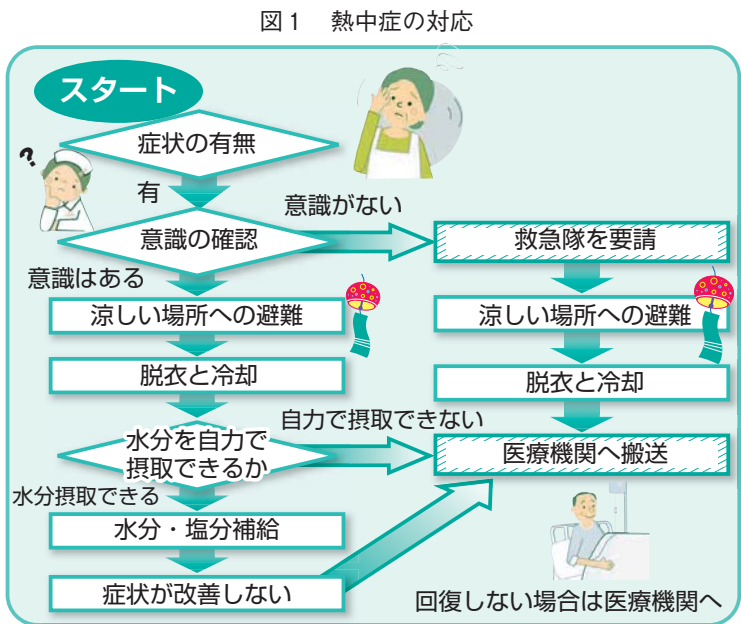 図1 熱中症の対応
スタート
症状の有無
?
有
意識の確認
意識がない
救急隊を要請
意識はある
涼しい場所への避難
涼しい場所への避難
脱衣と冷却
脱衣と冷却
水分を自力で
摂取できるか
自力で摂取できない
医療機関へ搬送
水分摂取できる
水分・塩分補給
症状が改善しない
回復しない場合は医療機関へ